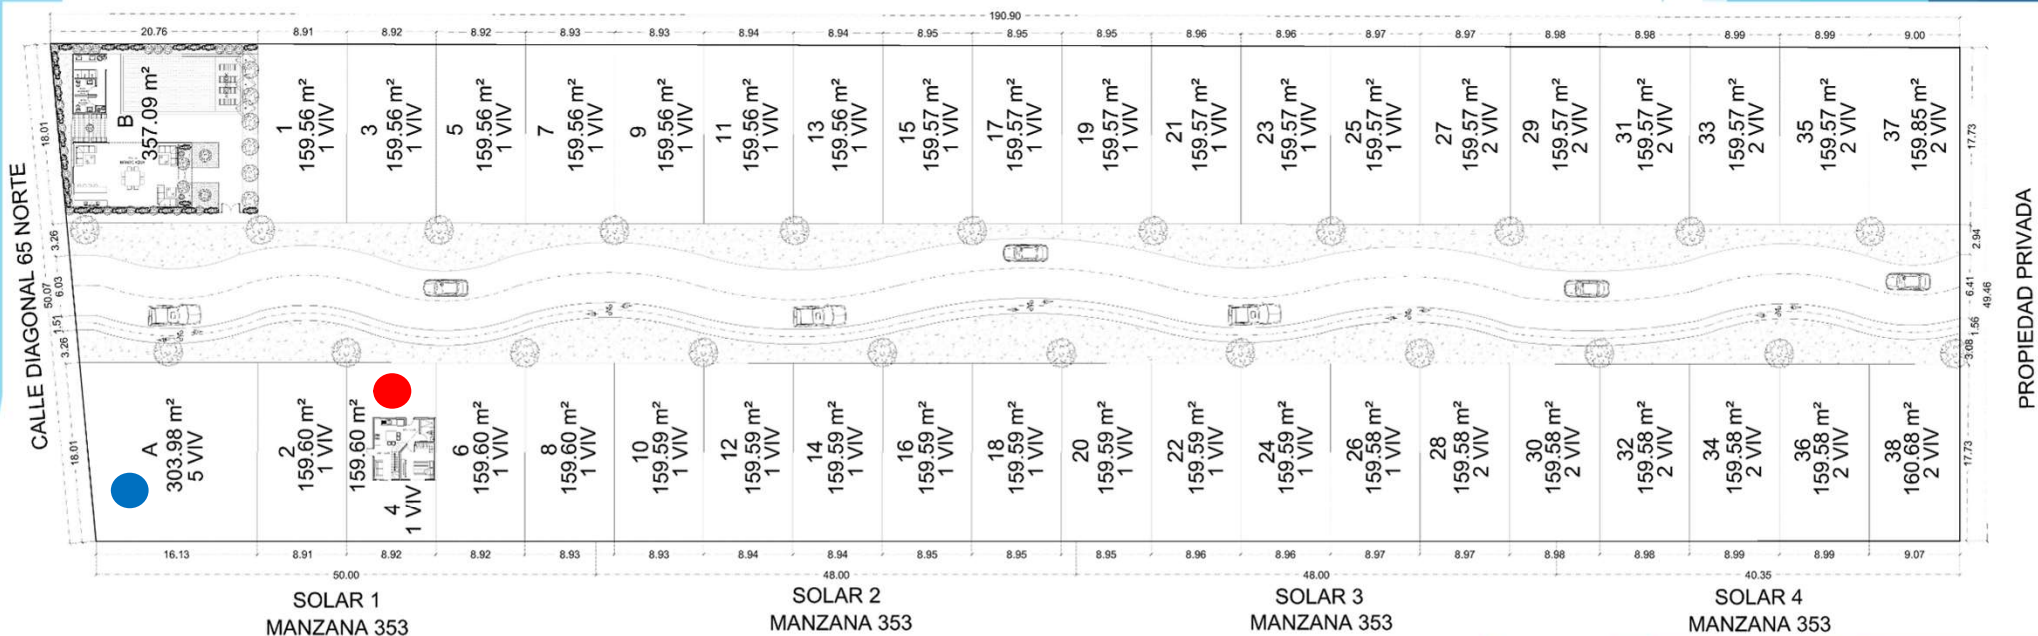 190.90
20.76 8.91 8.92 8.92 8.93 8.93 8.94 8.94 8.95 8.95 8.95 8.96 8.96 8.97 8.97 8.98 8.98 8.99 8.99 9.00
B
357.09 m²
1
159.56 m²
1 VIV
3
159.56 m²
1 VIV
5
159.56 m²
1 VIV
7
159.56 m²
1 VIV
9
159.56 m²
1 VIV
11
159.56 m²
1 VIV
13
159.56 m²
1 VIV
15
159.57 m²
1 VIV
17
159.57 m²
1 VIV
19
159.57 m²
1 VIV
21
159.57 m²
1 VIV
23
159.57 m²
1 VIV
25
159.57 m²
1 VIV
27
159.57 m²
2 VIV
29
159.57 m²
2 VIV
31
159.57 m²
2 VIV
33
159.57 m²
2 VIV
35
159.57 m²
2 VIV
37
159.85 m²
2 VIV
CALLE DIAGONAL 65 NORTE
50.07
18.01
3.26
6.03
1.51
3.26
18.01
17.73
2.94
6.41
1.56
3.08
17.73
49.46
PROPIEDAD PRIVADA
A
303.98 m²
5 VIV
2
159.60 m²
1 VIV
159.60 m²
4
1 VIV
6
159.60 m²
1 VIV
8
159.60 m²
1 VIV
10
159.59 m²
1 VIV
12
159.59 m²
1 VIV
14
159.59 m²
1 VIV
16
159.59 m²
1 VIV
18
159.59 m²
1 VIV
20
159.59 m²
1 VIV
22
159.59 m²
1 VIV
24
159.59 m²
1 VIV
26
159.58 m²
1 VIV
28
159.58 m²
2 VIV
30
159.58 m²
2 VIV
32
159.58 m²
2 VIV
34
159.58 m²
2 VIV
36
159.58 m²
2 VIV
38
160.68 m²
2 VIV
16.13 8.91 8.92 8.92 8.93 8.93 8.94 8.94 8.95 8.95 8.95 8.96 8.96 8.97 8.97 8.98 8.98 8.99 8.99 9.07
50.00 48.00 48.00 40.35
SOLAR 1
MANZANA 353
SOLAR 2
MANZANA 353
SOLAR 3
MANZANA 353
SOLAR 4
MANZANA 353